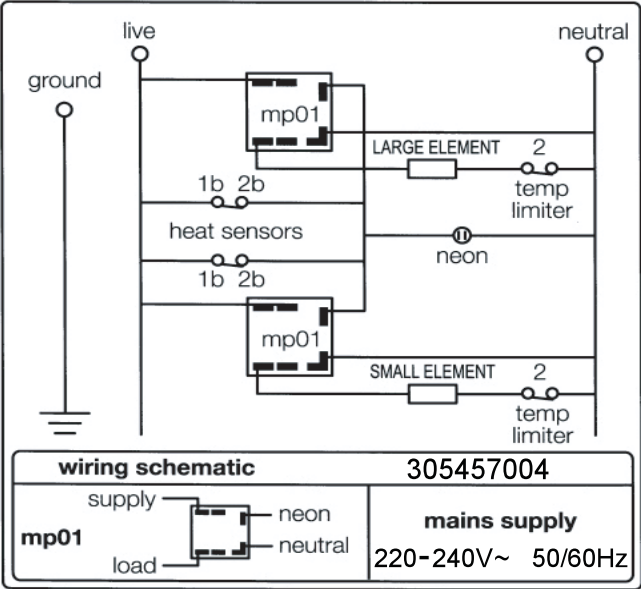 live
neutral
ground
mp01
LARGE ELEMENT
2
temp
limiter
1b 2b
heat sensors
1b 2b
neon
mp01
SMALL ELEMENT
2
temp
limiter
wiring schematic
305457004
mp01
supply
load
neon
neutral
mains supply
220-240V~ 50/60Hz